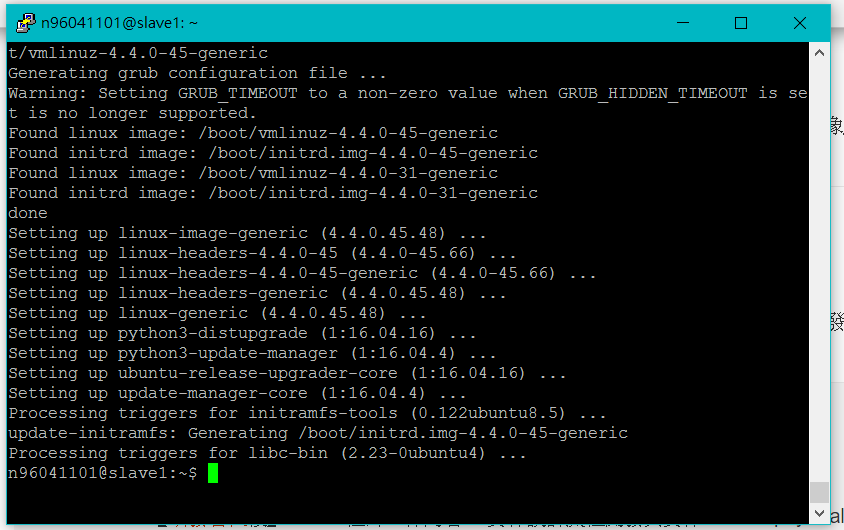 n96041101@slave1: ~
t/vmlinuz-4.4.0-45-generic
Generating grub configuration file ...
Warning: Setting GRUB_TIMEOUT to a non-zero value when GRUB_HIDDEN_TIMEOUT is se
t is no longer supported.
Found linux image: /boot/vmlinuz-4.4.0-45-generic
Found initrd image: /boot/initrd.img-4.4.0-45-generic
Found linux image: /boot/vmlinuz-4.4.0-31-generic
Found initrd image: /boot/initrd.img-4.4.0-31-generic
done
Setting up linux-image-generic (4.4.0.45.48) ...
Setting up linux-headers-4.4.0-45 (4.4.0-45.66) ...
Setting up linux-headers-4.4.0-45-generic (4.4.0-45.66) ...
Setting up linux-headers-generic (4.4.0.45.48) ...
Setting up linux-generic (4.4.0.45.48) ...
Setting up python3-distupgrade (1:16.04.16) ...
Setting up python3-update-manager (1:16.04.4) ...
Setting up ubuntu-release-upgrader-core (1:16.04.16) ...
Setting up update-manager-core (1:16.04.4) ...
Processing triggers for initramfs-tools (0.122ubuntu8.5) ...
update-initramfs: Generating /boot/initrd.img-4.4.0-45-generic
Processing triggers for libc-bin (2.23-0ubuntu4) ...
n96041101@slave1:~$